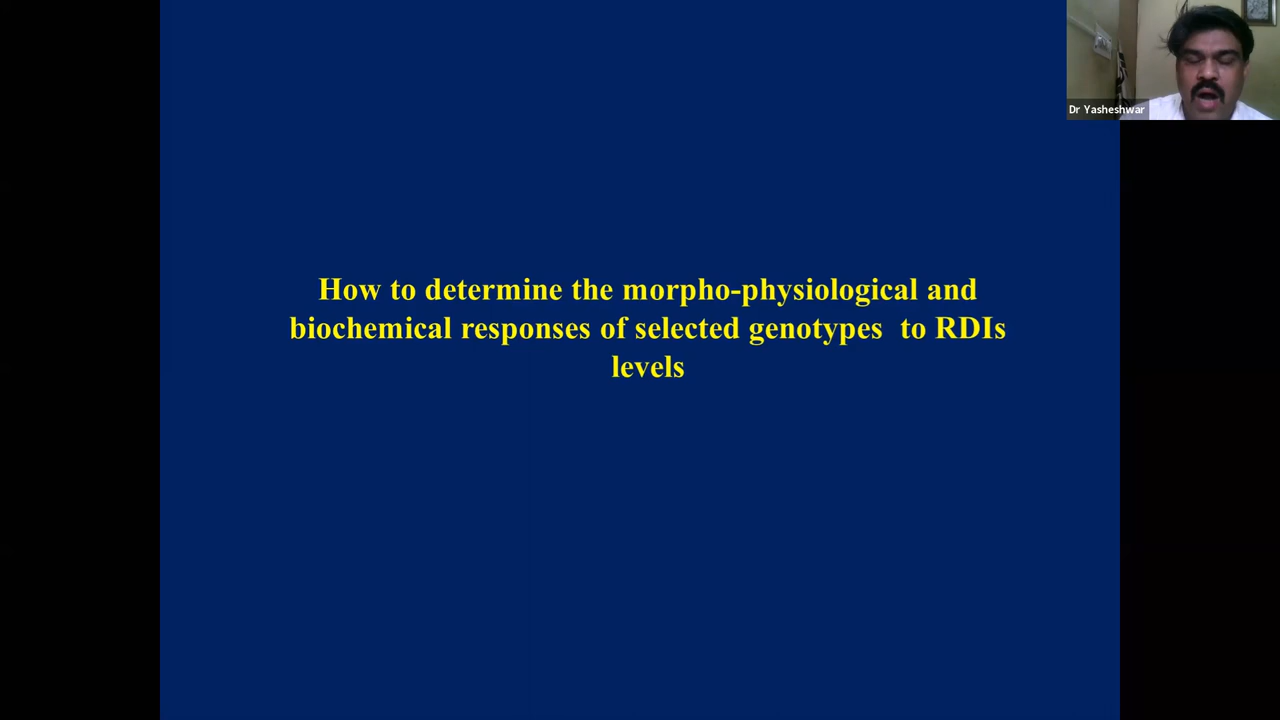 Dr Yasheshwar
How to determine the morpho-physiological and
biochemical responses of selected genotypes  to RDIs
levels